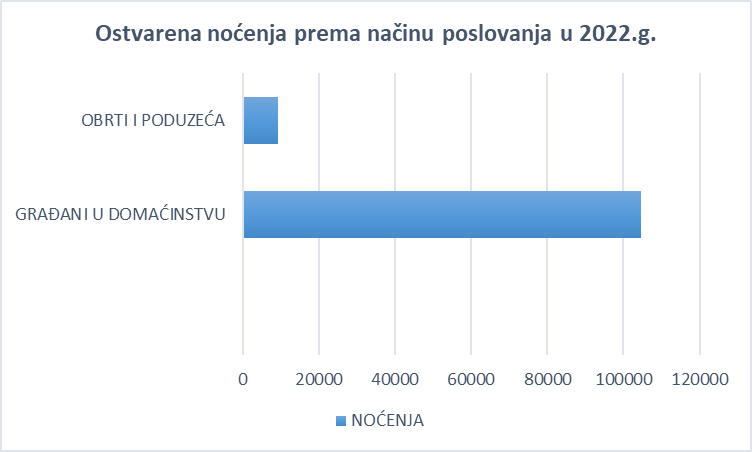 Ostvarena noćenja prema načinu poslovanja u 2022.g.
OBRTI I PODUZEĆA
GRAĐANI U DOMAĆINSTVU
0 20000 40000 60000 80000 100000 120000
NOĆENJA